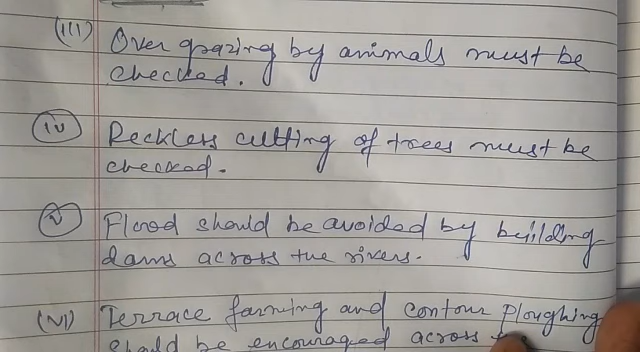 (iii) Over grazing by animals must be
checked.
(iv) Reckless cutting of trees must be
checked.
(v) Flood should be avoided by building
dams across the rivers.
(vi) Terrace farming and contour ploughing
should be encouraged across